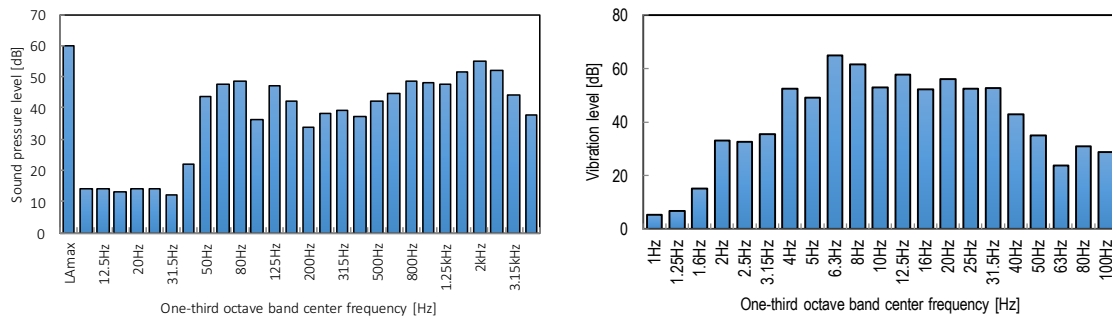 70
60
50
40
30
20
10
0
Sound pressure level [dB]
LAmax
12.5Hz
20Hz
31.5Hz
50Hz
80Hz
125Hz
200Hz
315Hz
500Hz
800Hz
1.25kHz
2kHz
3.15kHz
One-third octave band center frequency [Hz]
80
60
40
20
0
Vibration level [dB]
1Hz
1.25Hz
1.6Hz
2Hz
2.5Hz
3.15Hz
4Hz
5Hz
6.3Hz
8Hz
10Hz
12.5Hz
16Hz
20Hz
25Hz
31.5Hz
40Hz
50Hz
63Hz
80Hz
100Hz
One-third octave band center frequency [Hz]